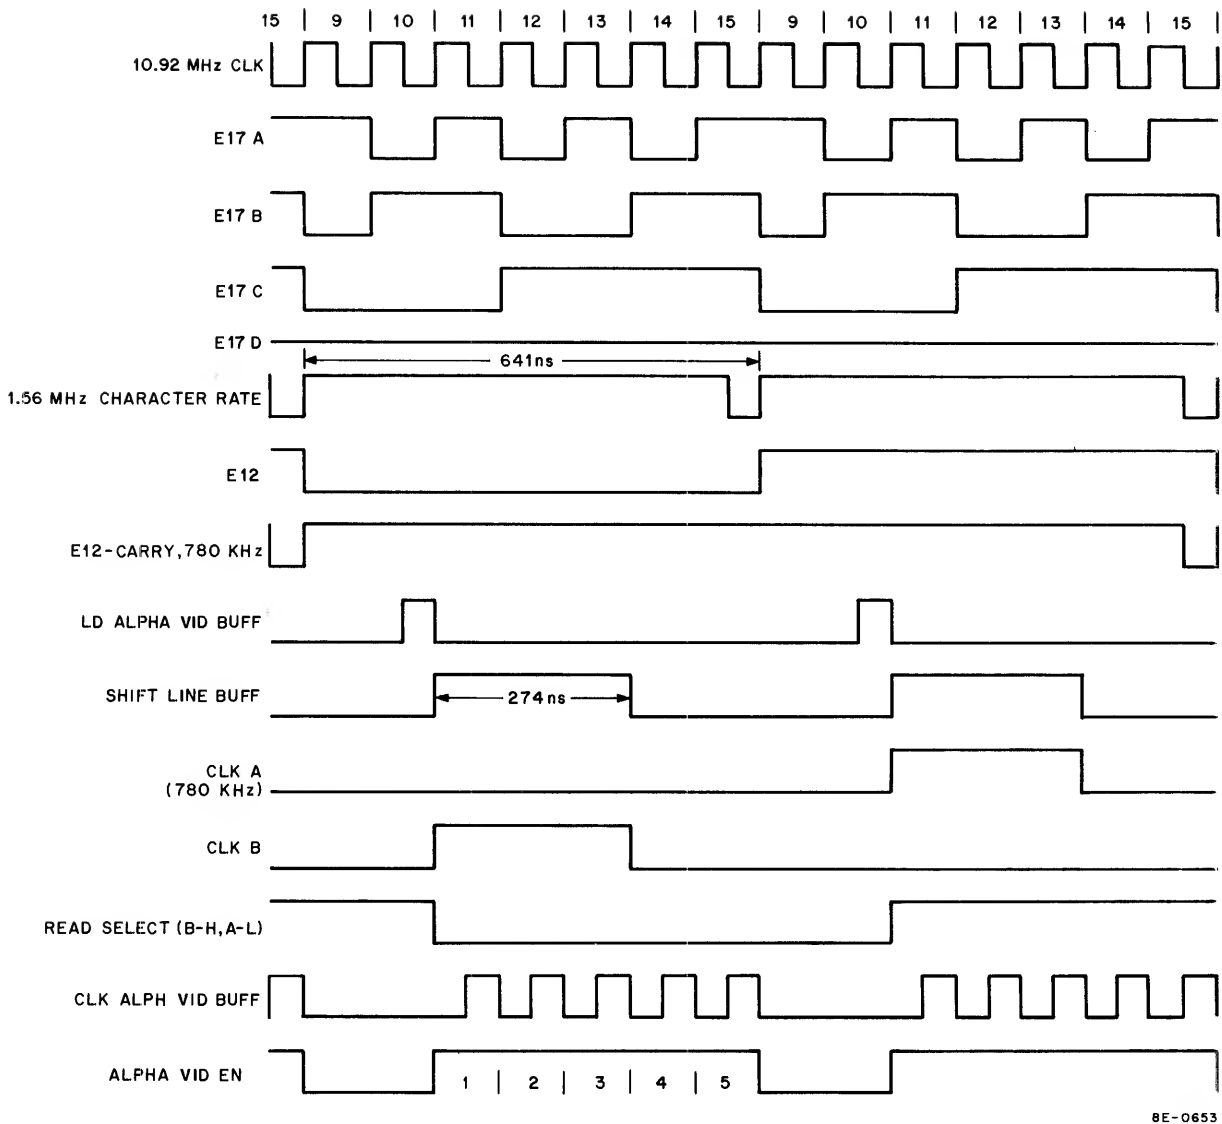 15 | 9 | 10 | 11 | 12 | 13 | 14 | 15 | 9 | 10 | 11 | 12 | 13 | 14 | 15 |
10.92 MHz CLK
E17 A
E17 B
E17 C
E17 D
641ns
1.56 MHz CHARACTER RATE
E12
E12-CARRY,780 KHz
LD ALPHA VID BUFF
SHIFT LINE BUFF
274ns
CLK A
(780 KHz)
CLK B
READ SELECT (B-H,A-L)
CLK ALPH VID BUFF
ALPHA VID EN
1 | 2 | 3 | 4 | 5
8E-0653